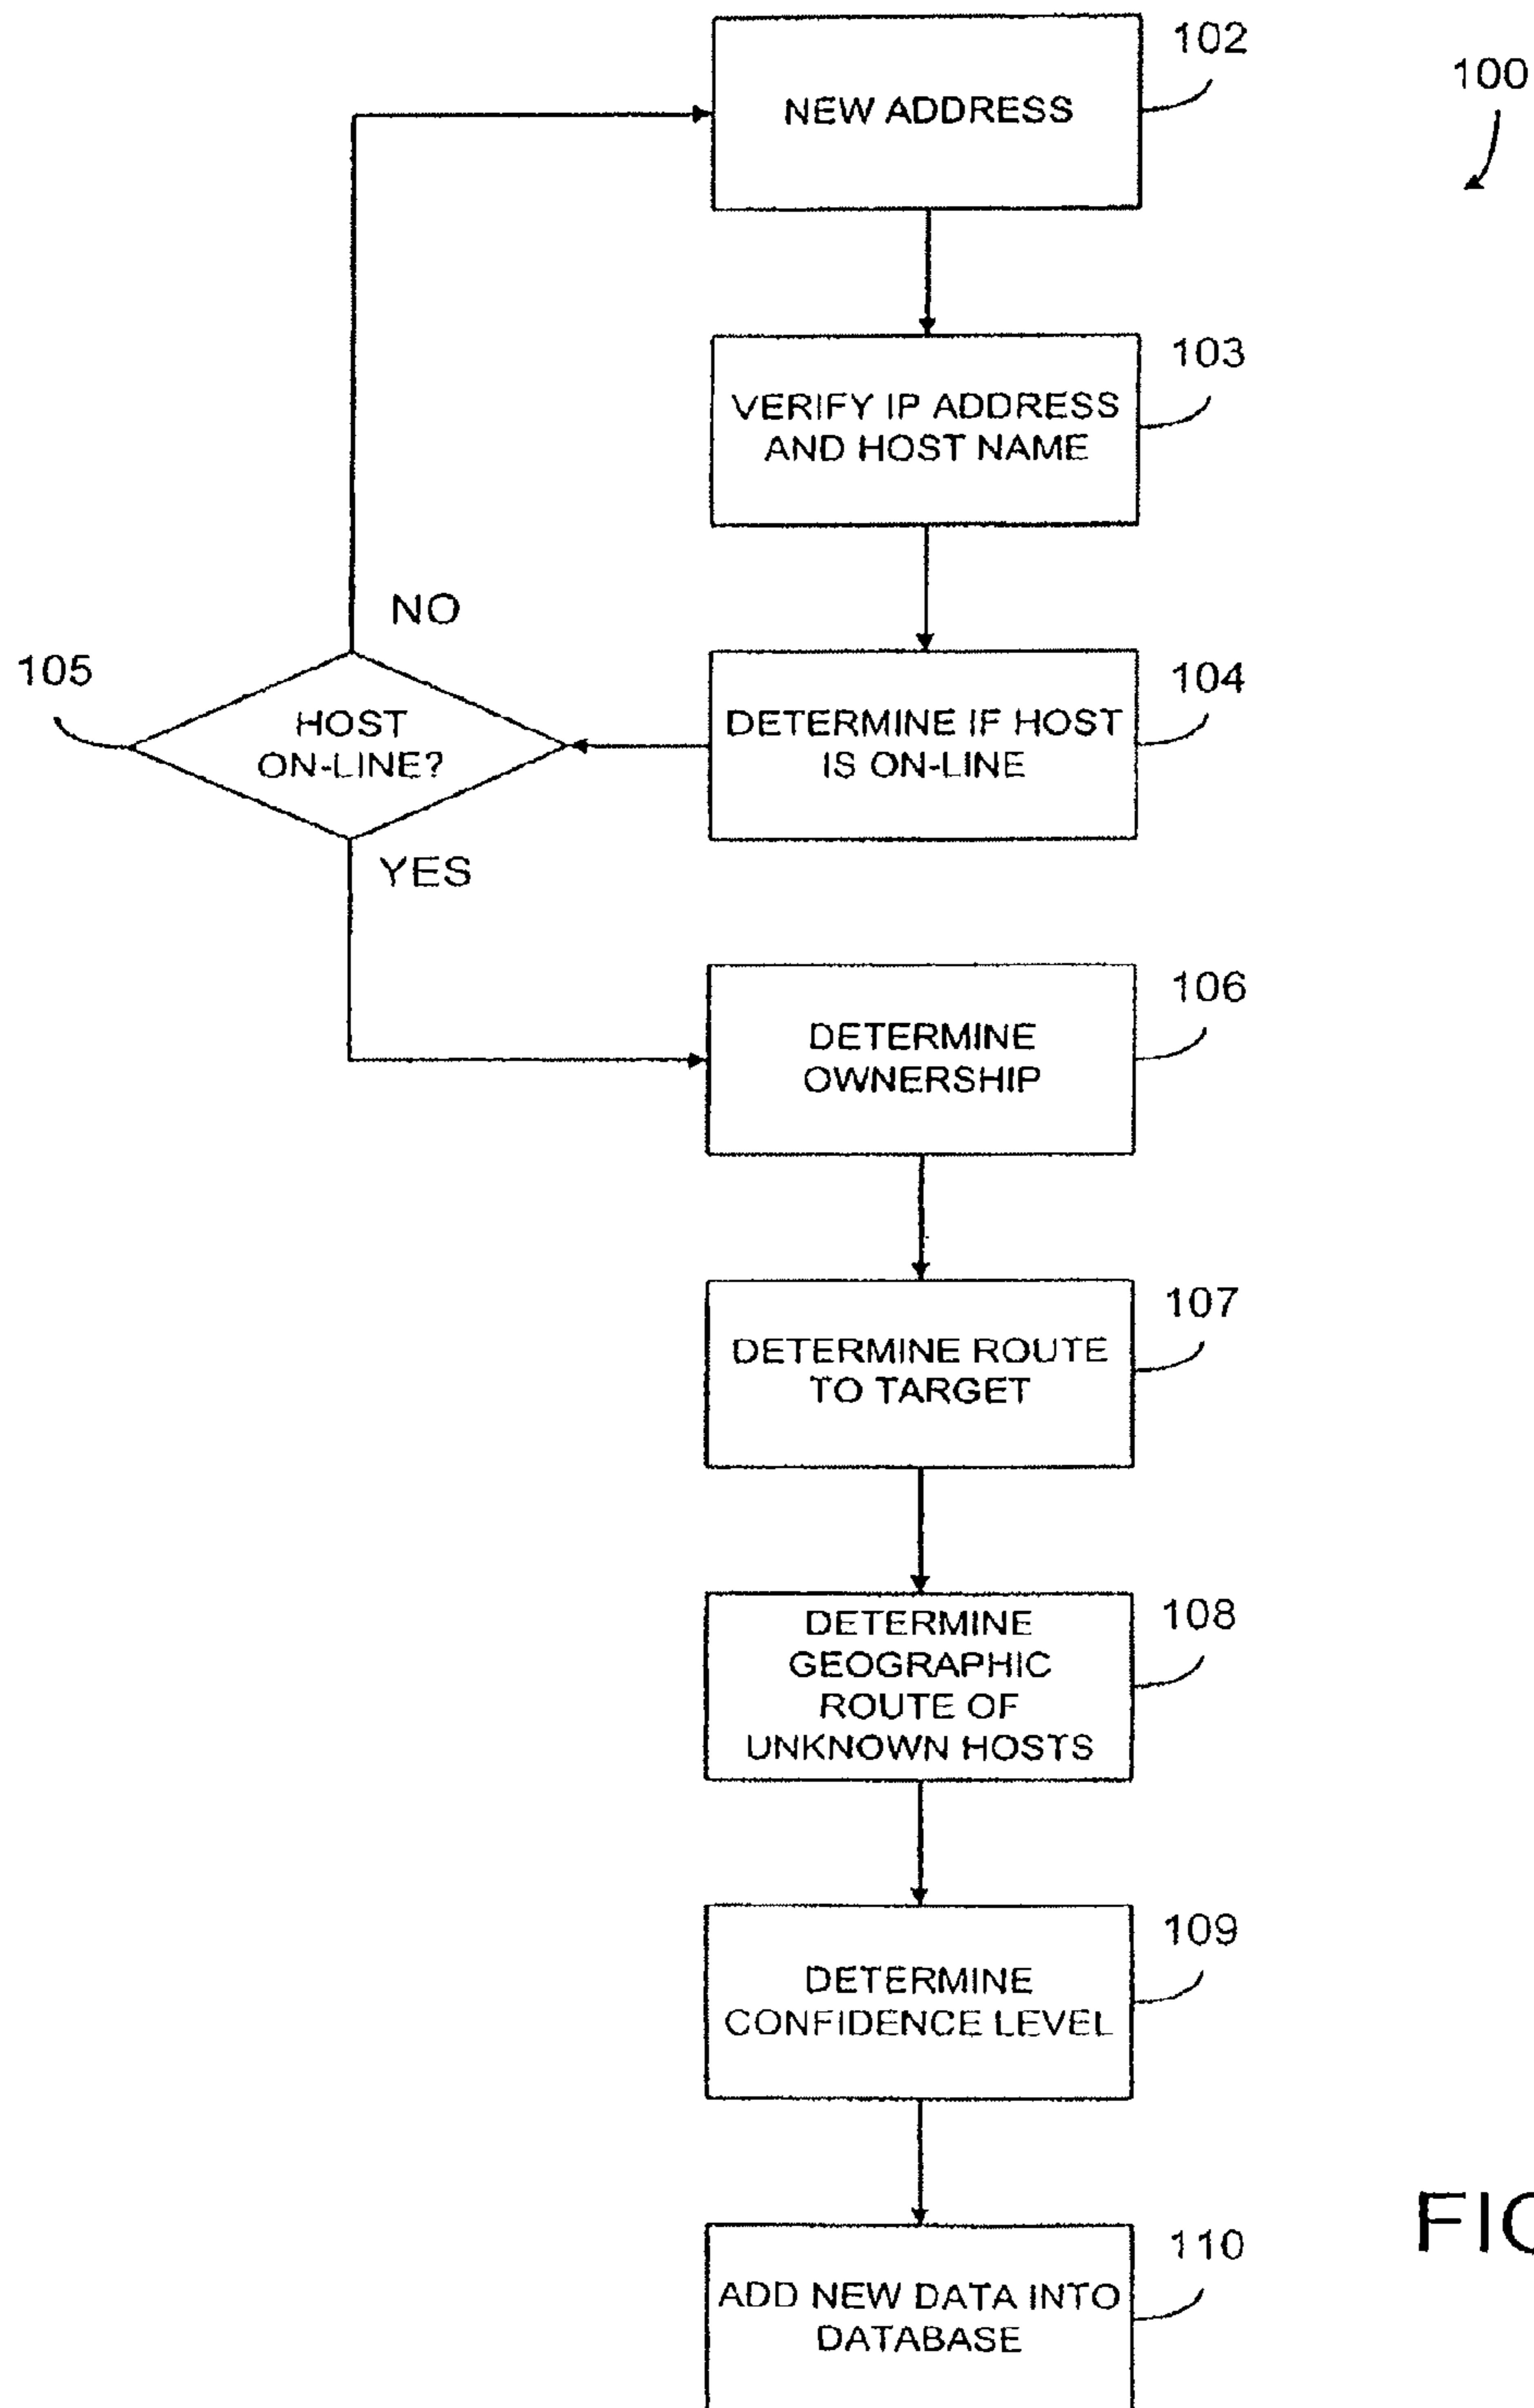 102
100
NEW ADDRESS
103
VERIFY IP ADDRESS
AND HOST NAME
NO
105
104
HOST
ON-LINE?
DETERMINE IF HOST
IS ON-LINE
YES
106
DETERMINE
OWNERSHIP
107
DETERMINE ROUTE
TO TARGET
108
DETERMINE
GEOGRAPHIC
ROUTE OF
UNKNOWN HOSTS
109
DETERMINE
CONFIDENCE LEVEL
110
ADD NEW DATA INTO
DATABASE